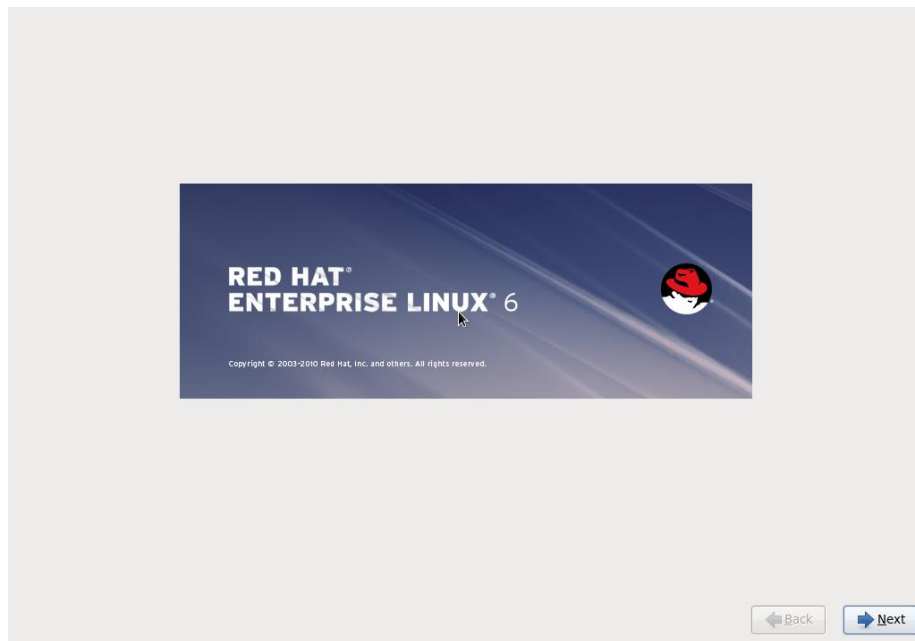 RED HAT®
ENTERPRISE LINUX® 6
Copyright © 2003-2010 Red Hat, Inc. and others. All rights reserved.
Back
Next